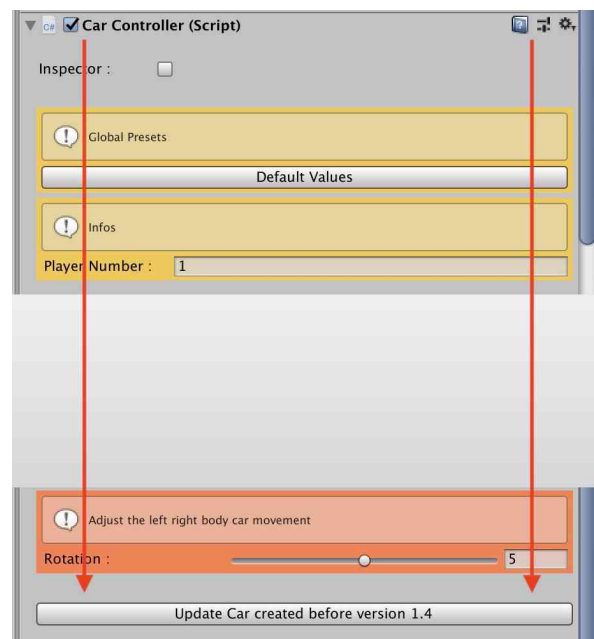 Car Controller (Script)
Inspector :
Global Presets
Default Values
Infos
Player Number : 1
Adjust the left right body car movement
Rotation : 5
Update Car created before version 1.4